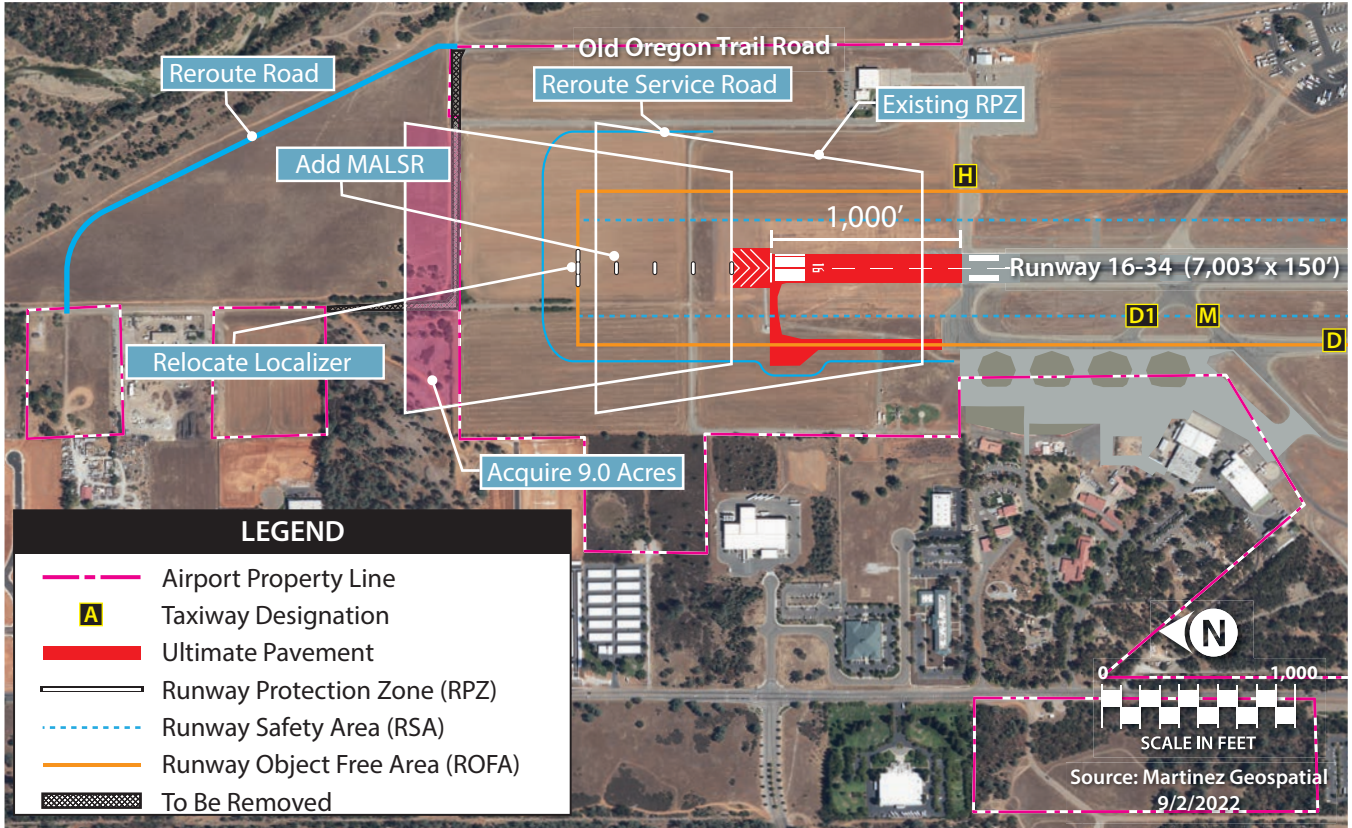 Old Oregon Trail Road
Reroute Road
Reroute Service Road
Existing RPZ
Add MALSR
H
1,000’
16
Runway 16-34 (7,003’ x 150’)
D1
M
D
Relocate Localizer
Acquire 9.0 Acres
LEGEND
Airport Property Line
A
Taxiway Designation
Ultimate Pavement
Runway Protection Zone (RPZ)
Runway Safety Area (RSA)
Runway Object Free Area (ROFA)
To Be Removed
N
0 1,000
SCALE IN FEET
Source: Martinez Geospatial
9/2/2022